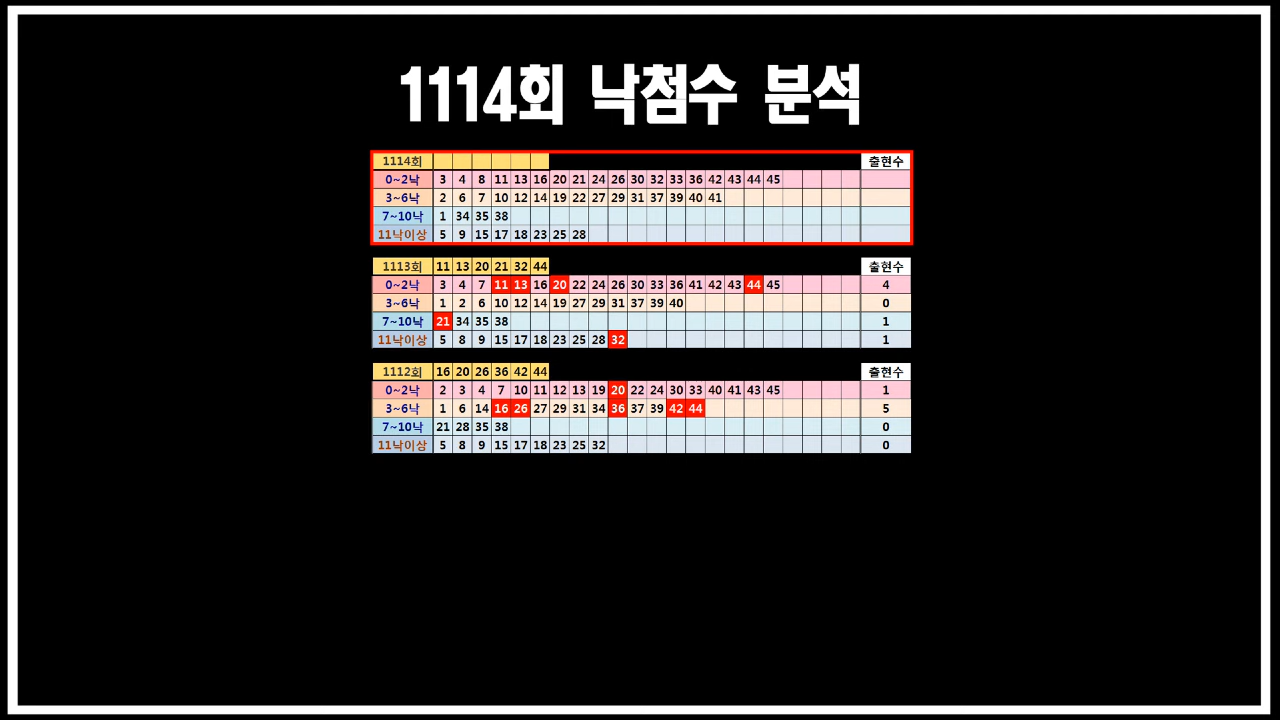 1114회 낙첨수 분석
1114회 출현수
0~2낙 3 4 8 11 13 16 20 21 24 26 30 32 33 36 42 43 44 45
3~6낙 2 6 7 10 12 14 19 22 27 29 31 37 39 40 41
7~10낙 1 34 35 38
11낙이상 5 9 15 17 18 23 25 28
1113회 11 13 20 21 32 44 출현수
0~2낙 3 4 7 11 13 16 20 22 24 26 30 33 36 41 42 43 44 45 4
3~6낙 1 2 6 10 12 14 19 27 29 31 37 39 40 0
7~10낙 21 34 35 38 1
11낙이상 5 8 9 15 17 18 23 25 28 32 1
1112회 16 20 26 36 42 44 출현수
0~2낙 2 3 4 7 10 11 12 13 19 20 22 24 30 33 40 41 43 45 1
3~6낙 1 6 14 16 26 27 29 31 34 36 37 39 42 44 5
7~10낙 21 28 35 38 0
11낙이상 5 8 9 15 17 18 23 25 32 0